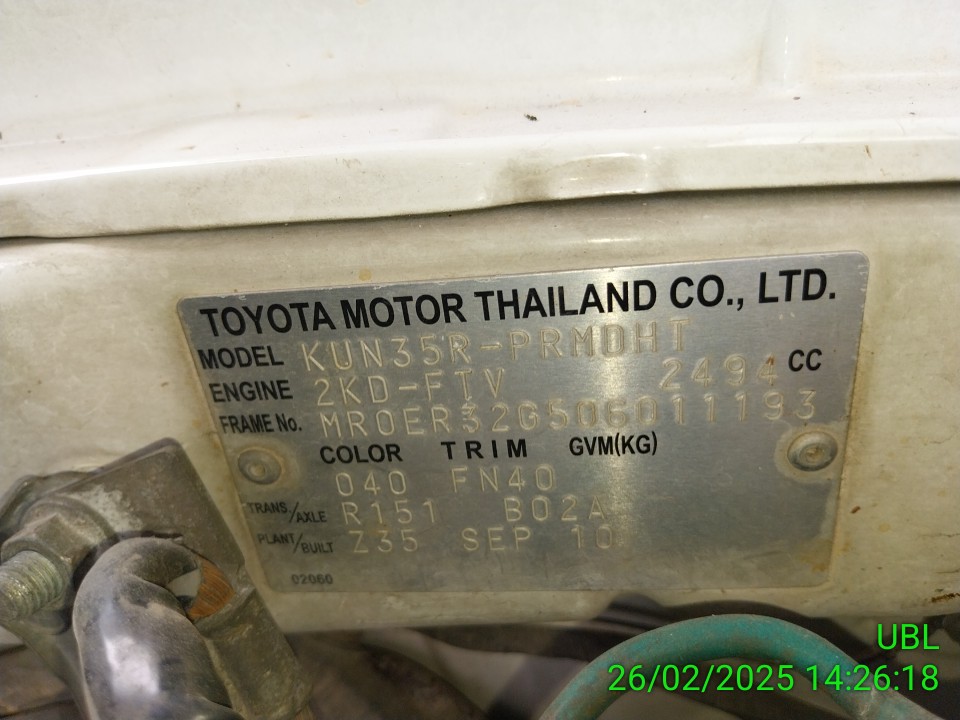 TOYOTA MOTOR THAILAND CO., LTD.
MODEL KUN35R-PRMDHT
ENGINE 2KD-FTV 2494 CC
FRAME No. MROER32G506011193
COLOR TRIM GVM(KG)
040 FN40
TRANS./AXLE R151 B02A
PLANT/BUILT Z35 SEP 10
02060
UBL
26/02/2025 14:26:18